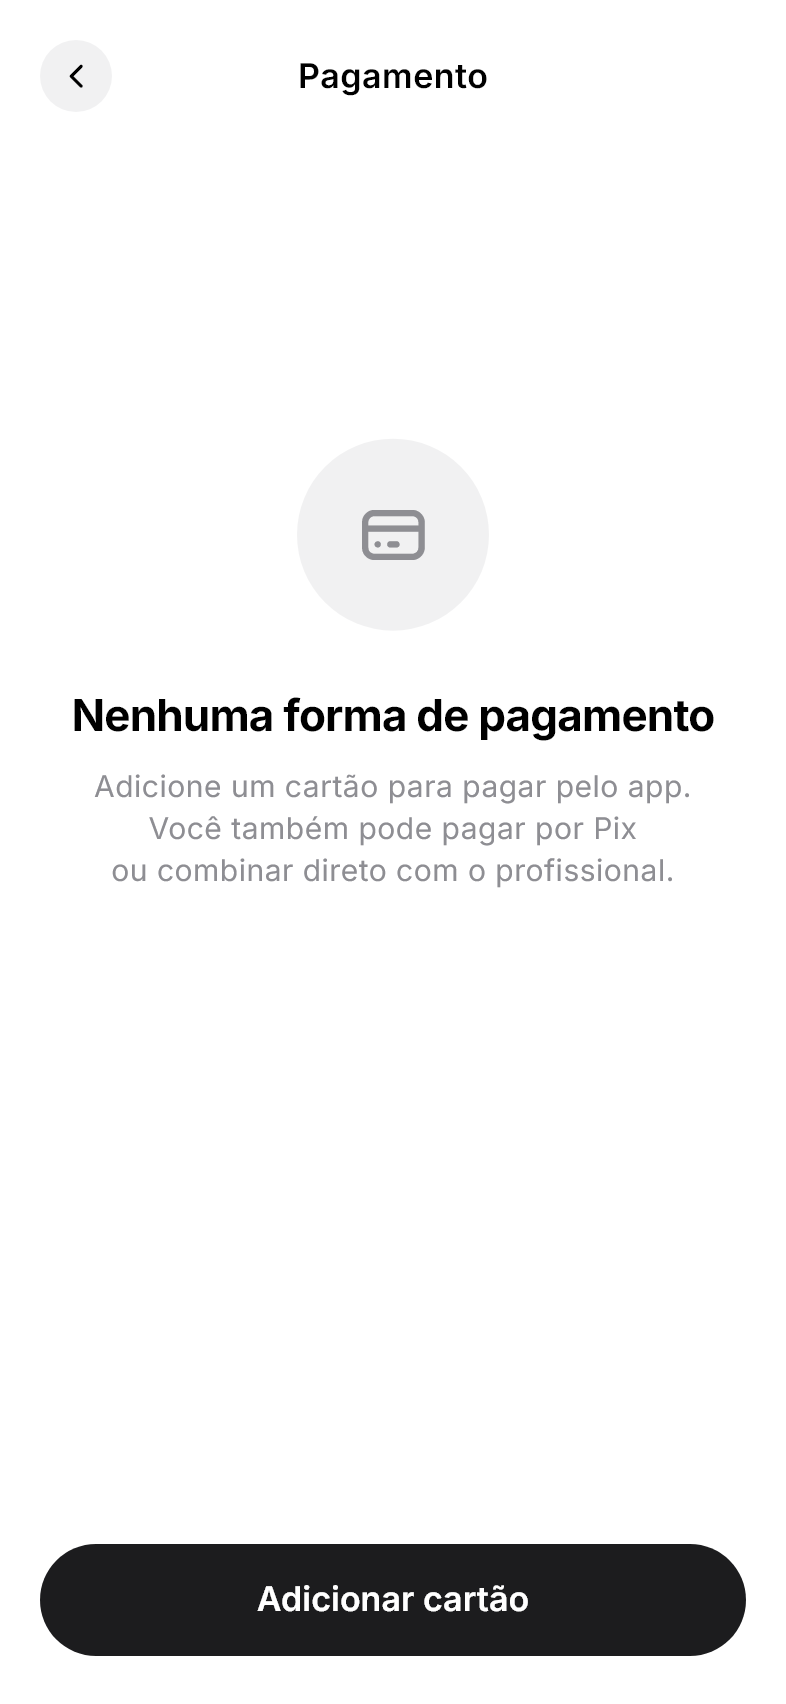 Pagamento
Nenhuma forma de pagamento
Adicione um cartão para pagar pelo app.
Você também pode pagar por Pix
ou combinar direto com o profissional.
Adicionar cartão